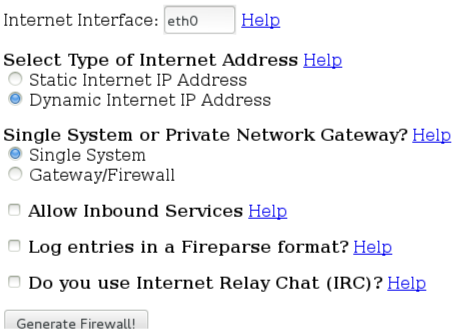 Internet Interface: eth0 Help
Select Type of Internet Address Help
Static Internet IP Address
Dynamic Internet IP Address
Single System or Private Network Gateway? Help
Single System
Gateway/Firewall
Allow Inbound Services Help
Log entries in a Fireparse format? Help
Do you use Internet Relay Chat (IRC)? Help
Generate Firewall!